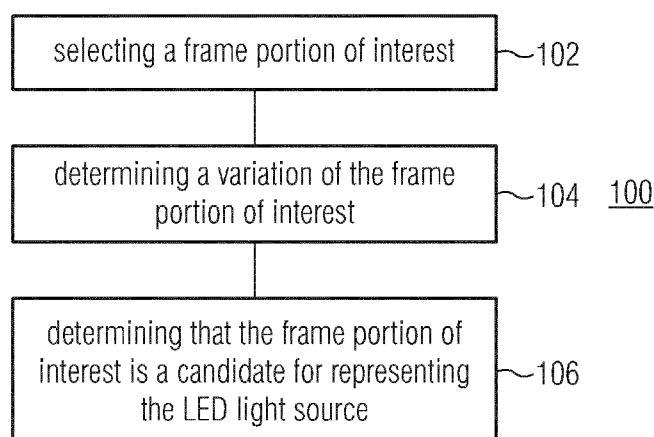 selecting a frame portion of interest
102
determining a variation of the frame
portion of interest
104
100
determining that the frame portion of
interest is a candidate for representing
the LED light source
106